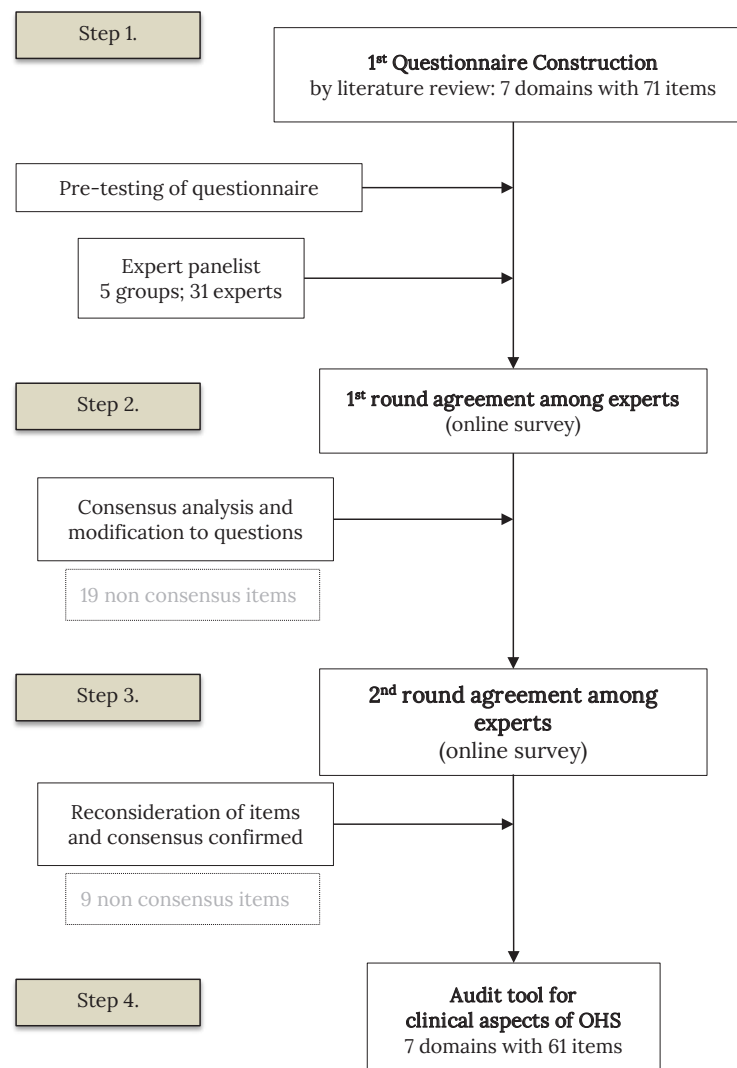 Step 1.
1st Questionnaire Construction
by literature review: 7 domains with 71 items
Pre-testing of questionnaire
Expert panelist
5 groups; 31 experts
Step 2.
1st round agreement among experts
(online survey)
Consensus analysis and
modification to questions
19 non consensus items
Step 3.
2nd round agreement among
experts
(online survey)
Reconsideration of items
and consensus confirmed
9 non consensus items
Step 4.
Audit tool for
clinical aspects of OHS
7 domains with 61 items